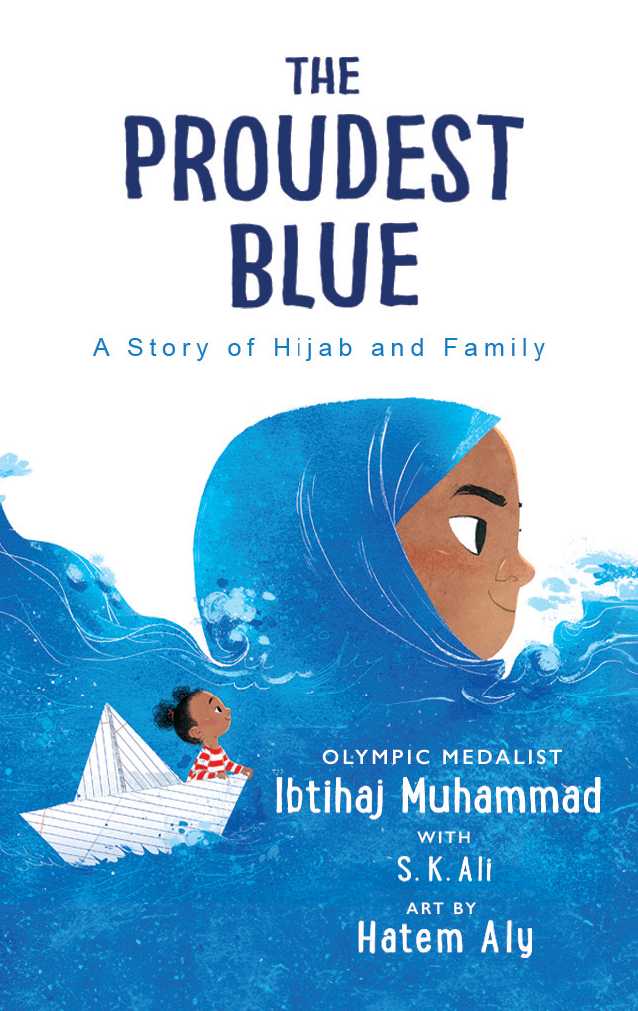 THE
PROUDEST
BLUE
A Story of Hijab and Family
OLYMPIC MEDALIST
Ibtihaj Muhammad
WITH
S. K. Ali
ART BY
Hatem Aly